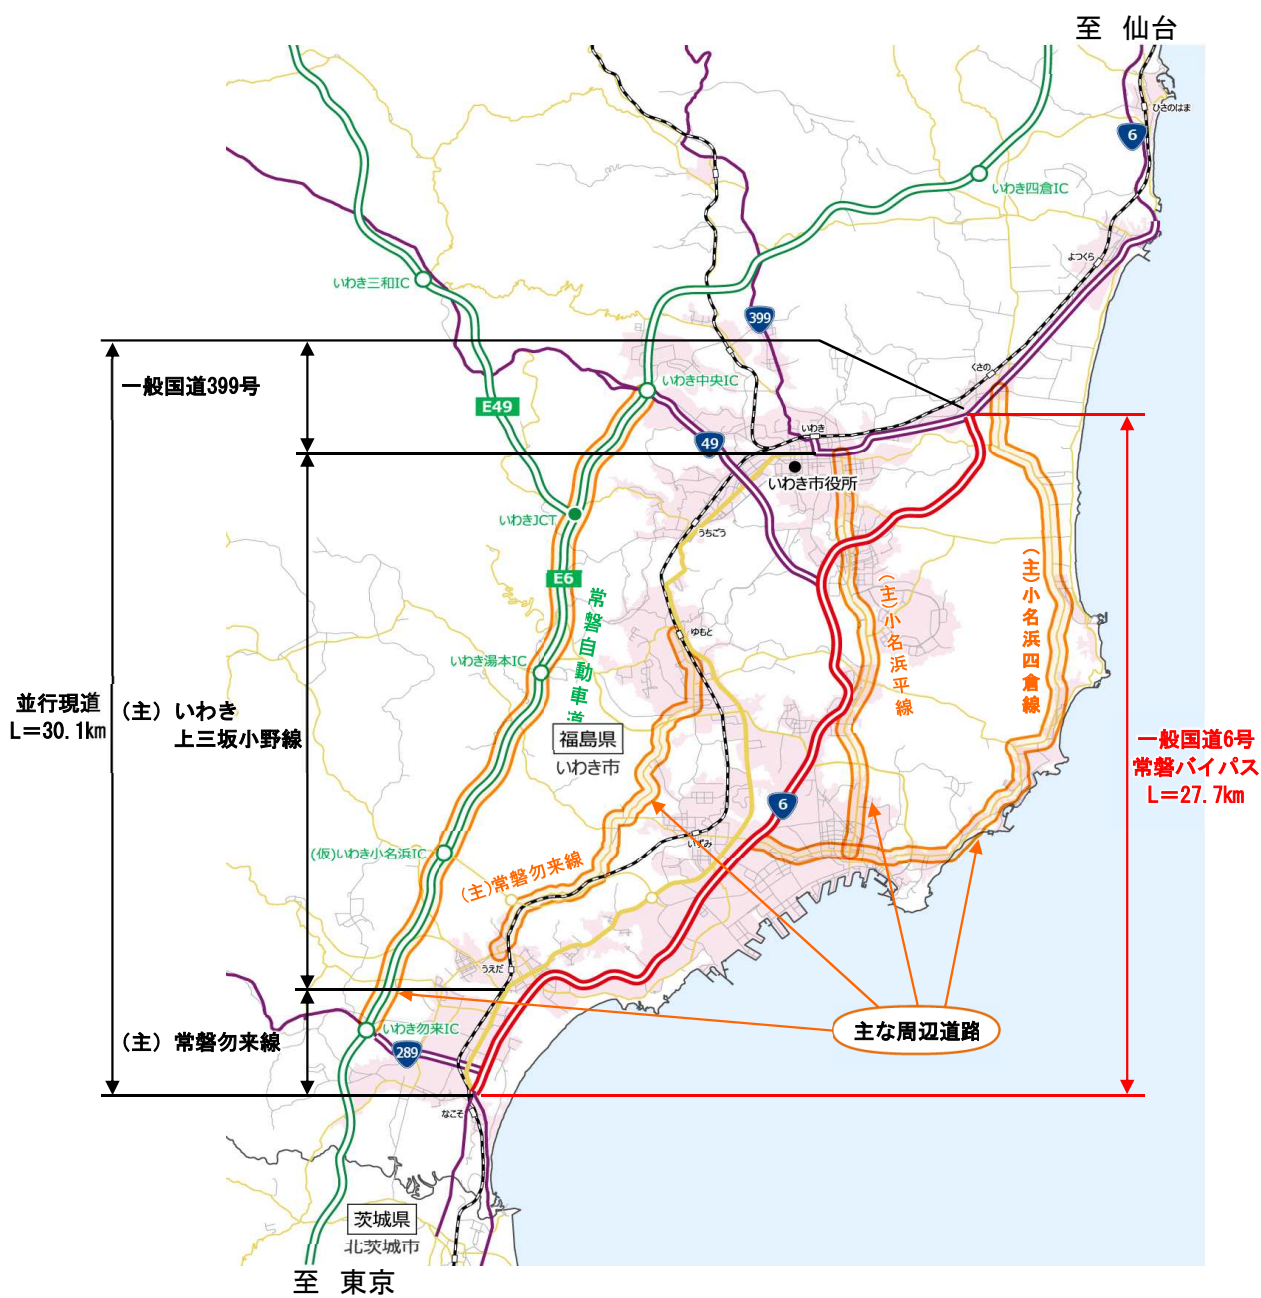 至 仙台
ひさのはま
6
いわき四倉IC
よつくら
いわき三和IC
399
くさの
一般国道399号
いわき中央IC
E49
49
いわき
いわき市役所
いわきJCT
うちごう
E6
常磐自動車道
(主)小名浜平線
(主)小名浜四倉線
ゆもと
いわき湯本IC
並行現道
L=30.1km
(主) いわき
上三坂小野線
福島県
いわき市
一般国道6号
常磐バイパス
L=27.7km
6
いずみ
(仮)いわき小名浜IC
(主)常磐勿来線
うえだ
主な周辺道路
(主) 常磐勿来線
いわき勿来IC
289
なこそ
茨城県
北茨城市
至 東京